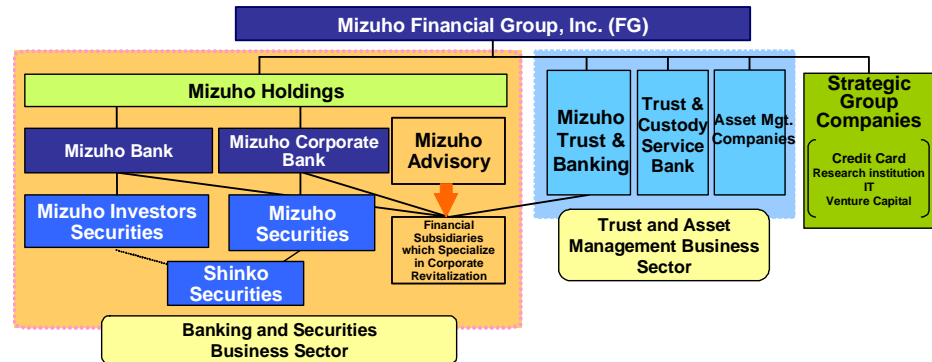 Mizuho Financial Group, Inc. (FG)
Mizuho Holdings
Mizuho Bank
Mizuho Corporate
Bank
Mizuho
Advisory
Mizuho Investors
Securities
Mizuho
Securities
Shinko
Securities
Financial
Subsidiaries
which Specialize
in Corporate
Revitalization
Banking and Securities
Business Sector
Mizuho
Trust &
Banking
Trust &
Custody
Service
Bank
Asset Mgt.
Companies
Trust and Asset
Management Business
Sector
Strategic
Group
Companies
Credit Card
Research institution
IT
Venture Capital